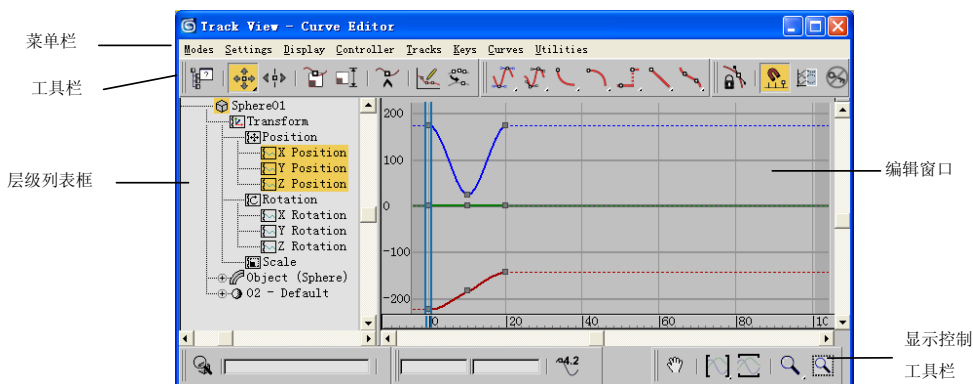 Track View - Curve Editor
菜单栏
Modes Settings Display Controller Tracks Keys Curves Utilities
工具栏
Sphere01
Transform
Position
X Position
Y Position
Z Position
Rotation
X Rotation
Y Rotation
Z Rotation
Scale
Object (Sphere)
02 - Default
层级列表框
200
100
0
-100
-200
0 20 40 60 80 10
编辑窗口
4.2
显示控制
工具栏